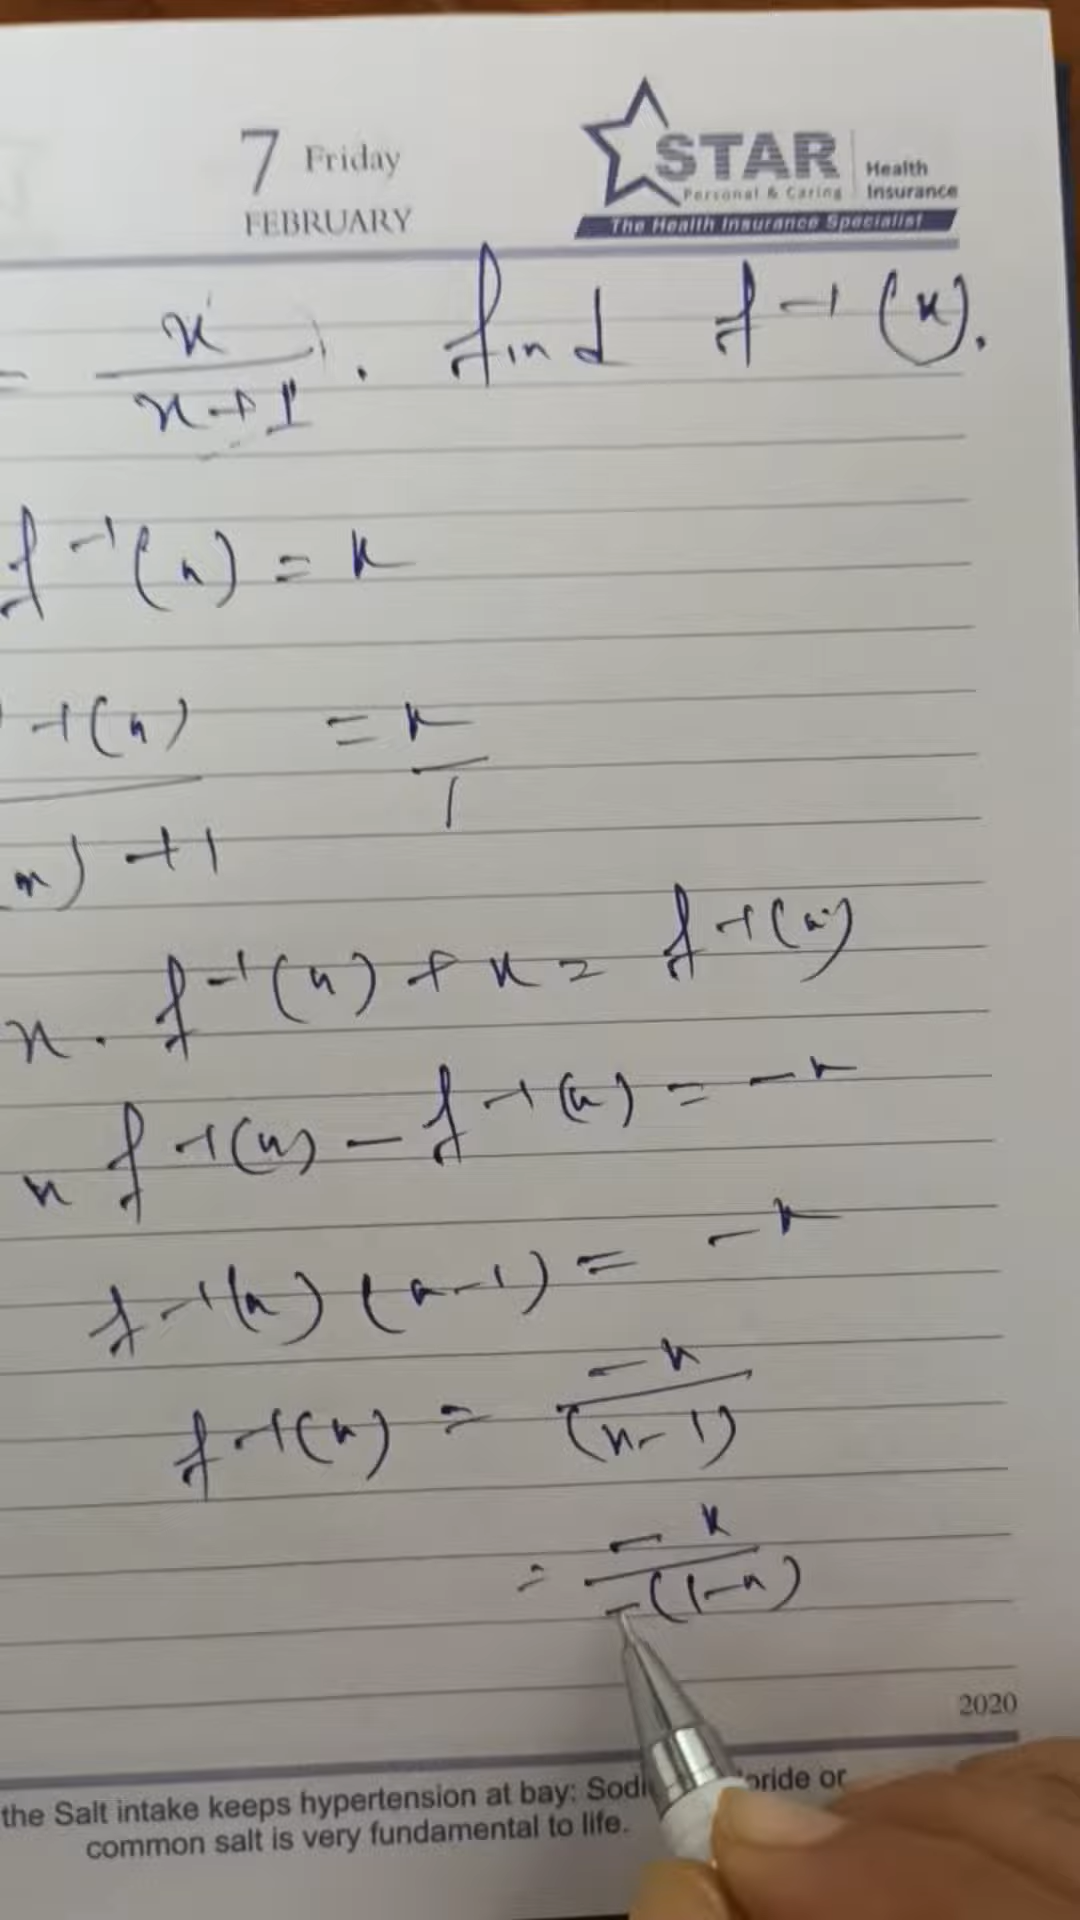 7 Friday
FEBRUARY
STAR
Personal & Caring
Health
Insurance
The Health Insurance Specialist
= x/(x+1). find f⁻¹(x).
f⁻¹(x) = x
⁻¹(x) = x/1
x) +1
x. f⁻¹(x) + x = f⁻¹(x)
x f⁻¹(x) − f⁻¹(x) = −x
f⁻¹(x) (x−1) = −x
f⁻¹(x) = −x/(x−1)
= −x/−(1−x)
2020
the Salt intake keeps hypertension at bay: oride or
common salt is very fundamental to life.